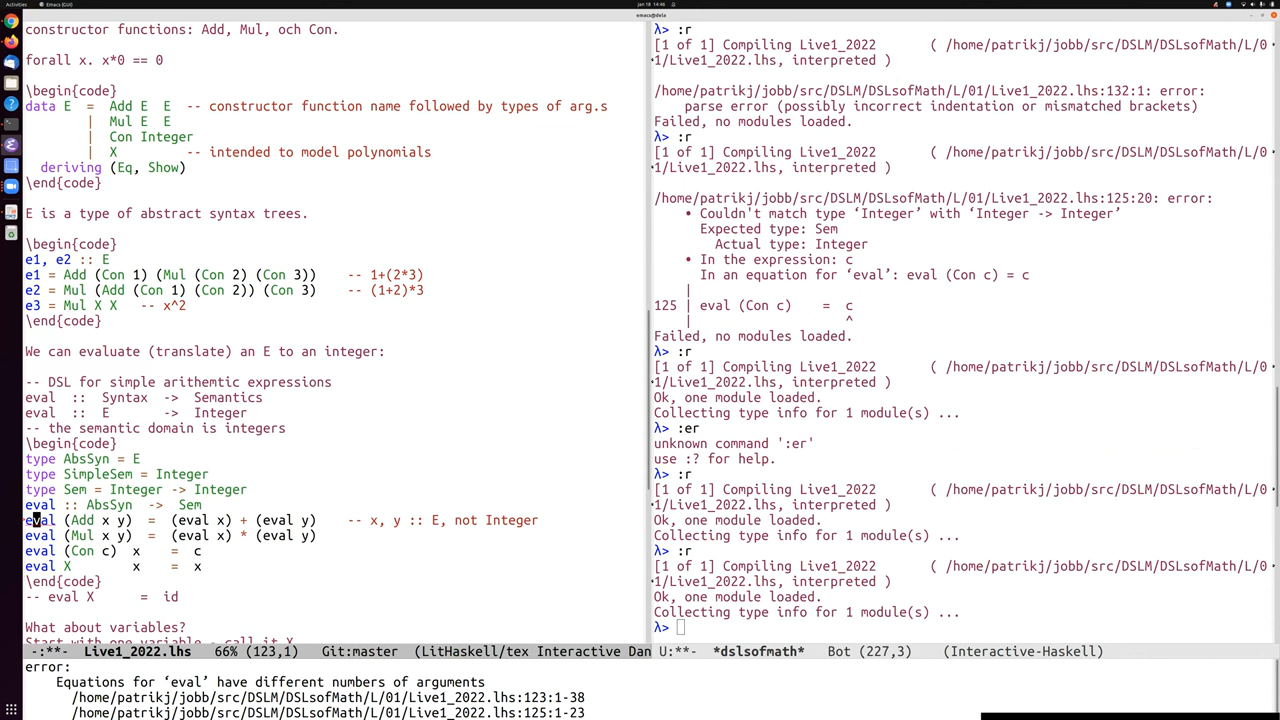 Activities
Emacs (GUI)
Jan 18 14:46
emacs@dela
constructor functions: Add, Mul, och Con.
forall x. x*0 == 0
\begin{code}
data E  =  Add E  E  -- constructor function name followed by types of arg.s
        |  Mul E  E
        |  Con Integer
        |  X         -- intended to model polynomials
  deriving (Eq, Show)
\end{code}
E is a type of abstract syntax trees.
\begin{code}
e1, e2 :: E
e1 = Add (Con 1) (Mul (Con 2) (Con 3))    -- 1+(2*3)
e2 = Mul (Add (Con 1) (Con 2)) (Con 3)    -- (1+2)*3
e3 = Mul X X   -- x^2
\end{code}
We can evaluate (translate) an E to an integer:
-- DSL for simple arithemtic expressions
eval  ::  Syntax  ->  Semantics
eval  ::  E       ->  Integer
-- the semantic domain is integers
\begin{code}
type AbsSyn = E
type SimpleSem = Integer
type Sem = Integer -> Integer
eval :: AbsSyn  ->  Sem
eval (Add x y)  =  (eval x) + (eval y)    -- x, y :: E, not Integer
eval (Mul x y)  =  (eval x) * (eval y)
eval (Con c)  x    =  c
eval X        x    =  x
\end{code}
-- eval X      =  id
What about variables?
Start with one variable - call it X
-:**-  Live1_2022.lhs   66% (123,1)    Git:master   (LitHaskell/tex Interactive Dan
λ> :r
[1 of 1] Compiling Live1_2022       ( /home/patrikj/jobb/src/DSLM/DSLsofMath/L/0
1/Live1_2022.lhs, interpreted )
/home/patrikj/jobb/src/DSLM/DSLsofMath/L/01/Live1_2022.lhs:132:1: error:
    parse error (possibly incorrect indentation or mismatched brackets)
Failed, no modules loaded.
λ> :r
[1 of 1] Compiling Live1_2022       ( /home/patrikj/jobb/src/DSLM/DSLsofMath/L/0
1/Live1_2022.lhs, interpreted )
/home/patrikj/jobb/src/DSLM/DSLsofMath/L/01/Live1_2022.lhs:125:20: error:
    • Couldn't match type ‘Integer’ with ‘Integer -> Integer’
      Expected type: Sem
        Actual type: Integer
    • In the expression: c
      In an equation for ‘eval’: eval (Con c) = c
    |
125 | eval (Con c)    =  c
    |                    ^
Failed, no modules loaded.
λ> :r
[1 of 1] Compiling Live1_2022       ( /home/patrikj/jobb/src/DSLM/DSLsofMath/L/0
1/Live1_2022.lhs, interpreted )
Ok, one module loaded.
Collecting type info for 1 module(s) ...
λ> :er
unknown command ':er'
use :? for help.
λ> :r
[1 of 1] Compiling Live1_2022       ( /home/patrikj/jobb/src/DSLM/DSLsofMath/L/0
1/Live1_2022.lhs, interpreted )
Ok, one module loaded.
Collecting type info for 1 module(s) ...
λ> :r
[1 of 1] Compiling Live1_2022       ( /home/patrikj/jobb/src/DSLM/DSLsofMath/L/0
1/Live1_2022.lhs, interpreted )
Ok, one module loaded.
Collecting type info for 1 module(s) ...
λ>
U:**-  *dslsofmath*   Bot (227,3)    (Interactive-Haskell)
error:
    Equations for ‘eval’ have different numbers of arguments
      /home/patrikj/jobb/src/DSLM/DSLsofMath/L/01/Live1_2022.lhs:123:1-38
      /home/patrikj/jobb/src/DSLM/DSLsofMath/L/01/Live1_2022.lhs:125:1-23